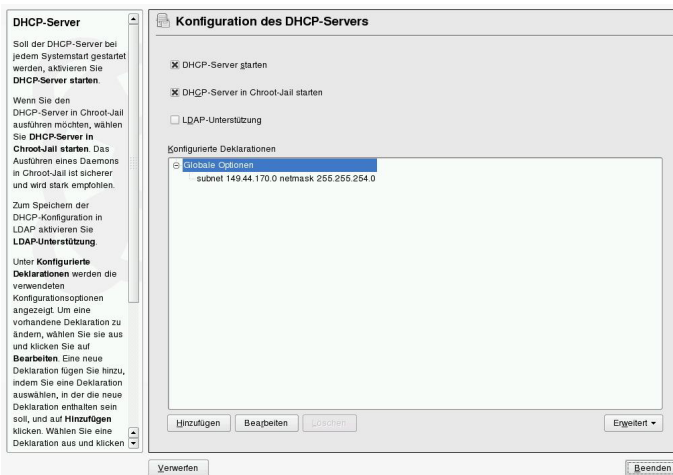 DHCP-Server
Soll der DHCP-Server bei
jedem Systemstart gestartet
werden, aktivieren Sie
DHCP-Server starten.
Wenn Sie den
DHCP-Server in Chroot-Jail
ausführen möchten, wählen
Sie DHCP-Server in
Chroot-Jail starten. Das
Ausführen eines Daemons
in Chroot-Jail ist sicherer
und wird stark empfohlen.
Zum Speichern der
DHCP-Konfiguration in
LDAP aktivieren Sie
LDAP-Unterstützung.
Unter Konfigurierte
Deklarationen werden die
verwendeten
Konfigurationsoptionen
angezeigt. Um eine
vorhandene Deklaration zu
ändern, wählen Sie sie aus
und klicken Sie auf
Bearbeiten. Eine neue
Deklaration fügen Sie hinzu,
indem Sie eine Deklaration
auswählen, in der die neue
Deklaration enthalten sein
soll, und auf Hinzufügen
klicken. Wählen Sie eine
Deklaration aus und klicken
Konfiguration des DHCP-Servers
DHCP-Server starten
DHCP-Server in Chroot-Jail starten
LDAP-Unterstützung
Konfigurierte Deklarationen
Globale Optionen
subnet 149.44.170.0 netmask 255.255.254.0
Hinzufügen Bearbeiten Löschen Erweitert
Verwerfen Beenden